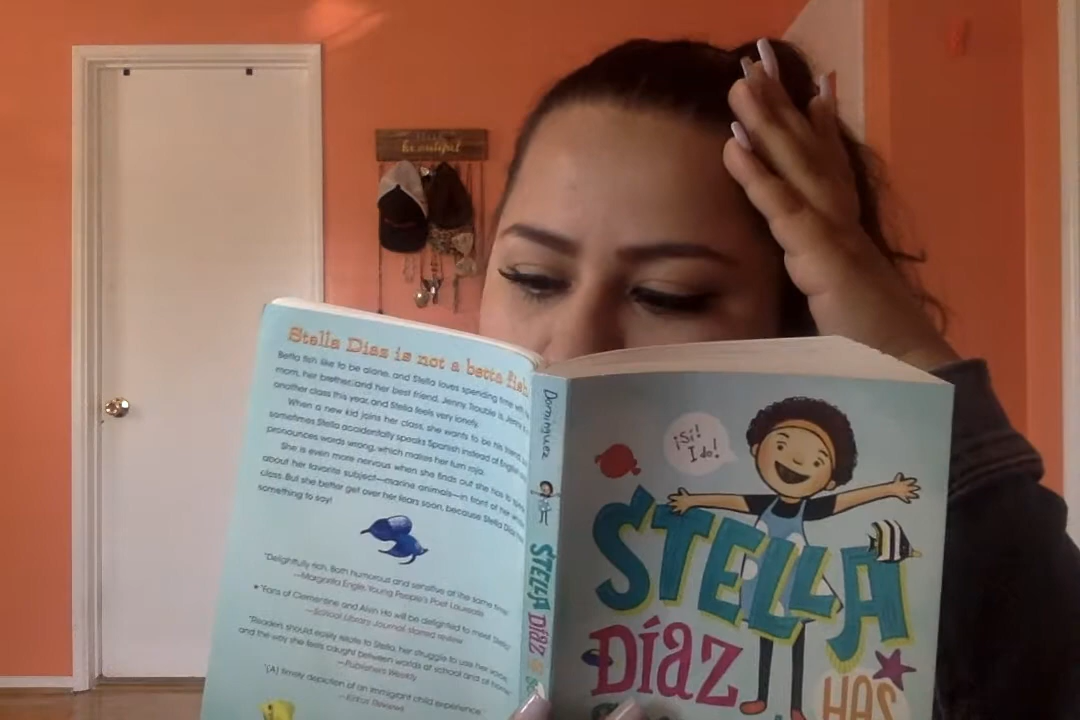 beautiful
Stella Díaz is not a betta fish
Betta fish like to be alone, and Stella loves spending time with
mom, her brother, and her best friend, Jenny. Trouble is, Jenny
another class this year, and Stella feels very lonely.
When a new kid joins her class, she wants to be his friend, but
sometimes Stella accidentally speaks Spanish instead of English
pronounces words wrong, which makes her turn roja.
She is even more nervous when she finds out she has to
about her favorite subject—marine animals—in front of her whole
class. But she better get over her fears soon, because Stella Díaz
something to say!
"Delightfully rich. Both humorous and sensitive at the same time."
—Margarita Engle, Young People's Poet Laureate
★ "Fans of Clementine and Alvin Ho will be delighted to meet Stella."
—School Library Journal, starred review
"Readers should easily relate to Stella, her struggle to use her voice,
and the way she feels caught between worlds at school and at home."
—Publishers Weekly
"[A] timely depiction of an immigrant child experience."
—Kirkus Reviews
Dominguez
STELLA DÍAZ
¡Sí!
I do!
STELLA
DÍAZ
HAS